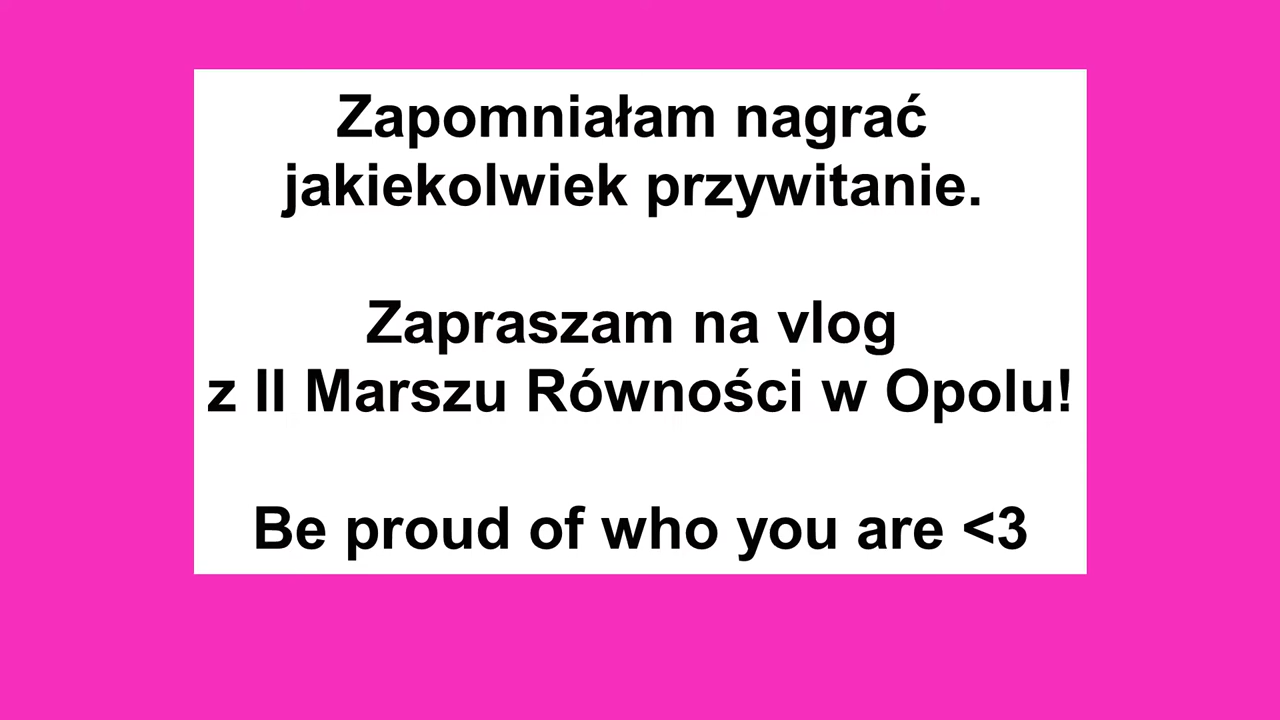 Zapomniałam nagrać
jakiekolwiek przywitanie.
Zapraszam na vlog
z II Marszu Równości w Opolu!
Be proud of who you are <3